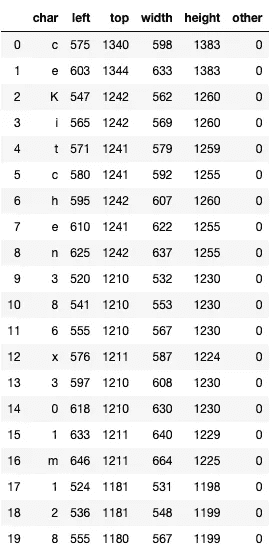 char left top width height other
0 c 575 1340 598 1383 0
1 e 603 1344 633 1383 0
2 K 547 1242 562 1260 0
3 i 565 1242 569 1260 0
4 t 571 1241 579 1259 0
5 c 580 1241 592 1255 0
6 h 595 1242 607 1260 0
7 e 610 1241 622 1255 0
8 n 625 1242 637 1255 0
9 3 520 1210 532 1230 0
10 8 541 1210 553 1230 0
11 6 555 1210 567 1230 0
12 x 576 1211 587 1224 0
13 3 597 1210 608 1230 0
14 0 618 1210 630 1230 0
15 1 633 1211 640 1229 0
16 m 646 1211 664 1225 0
17 1 524 1181 531 1198 0
18 2 536 1181 548 1199 0
19 8 555 1180 567 1199 0